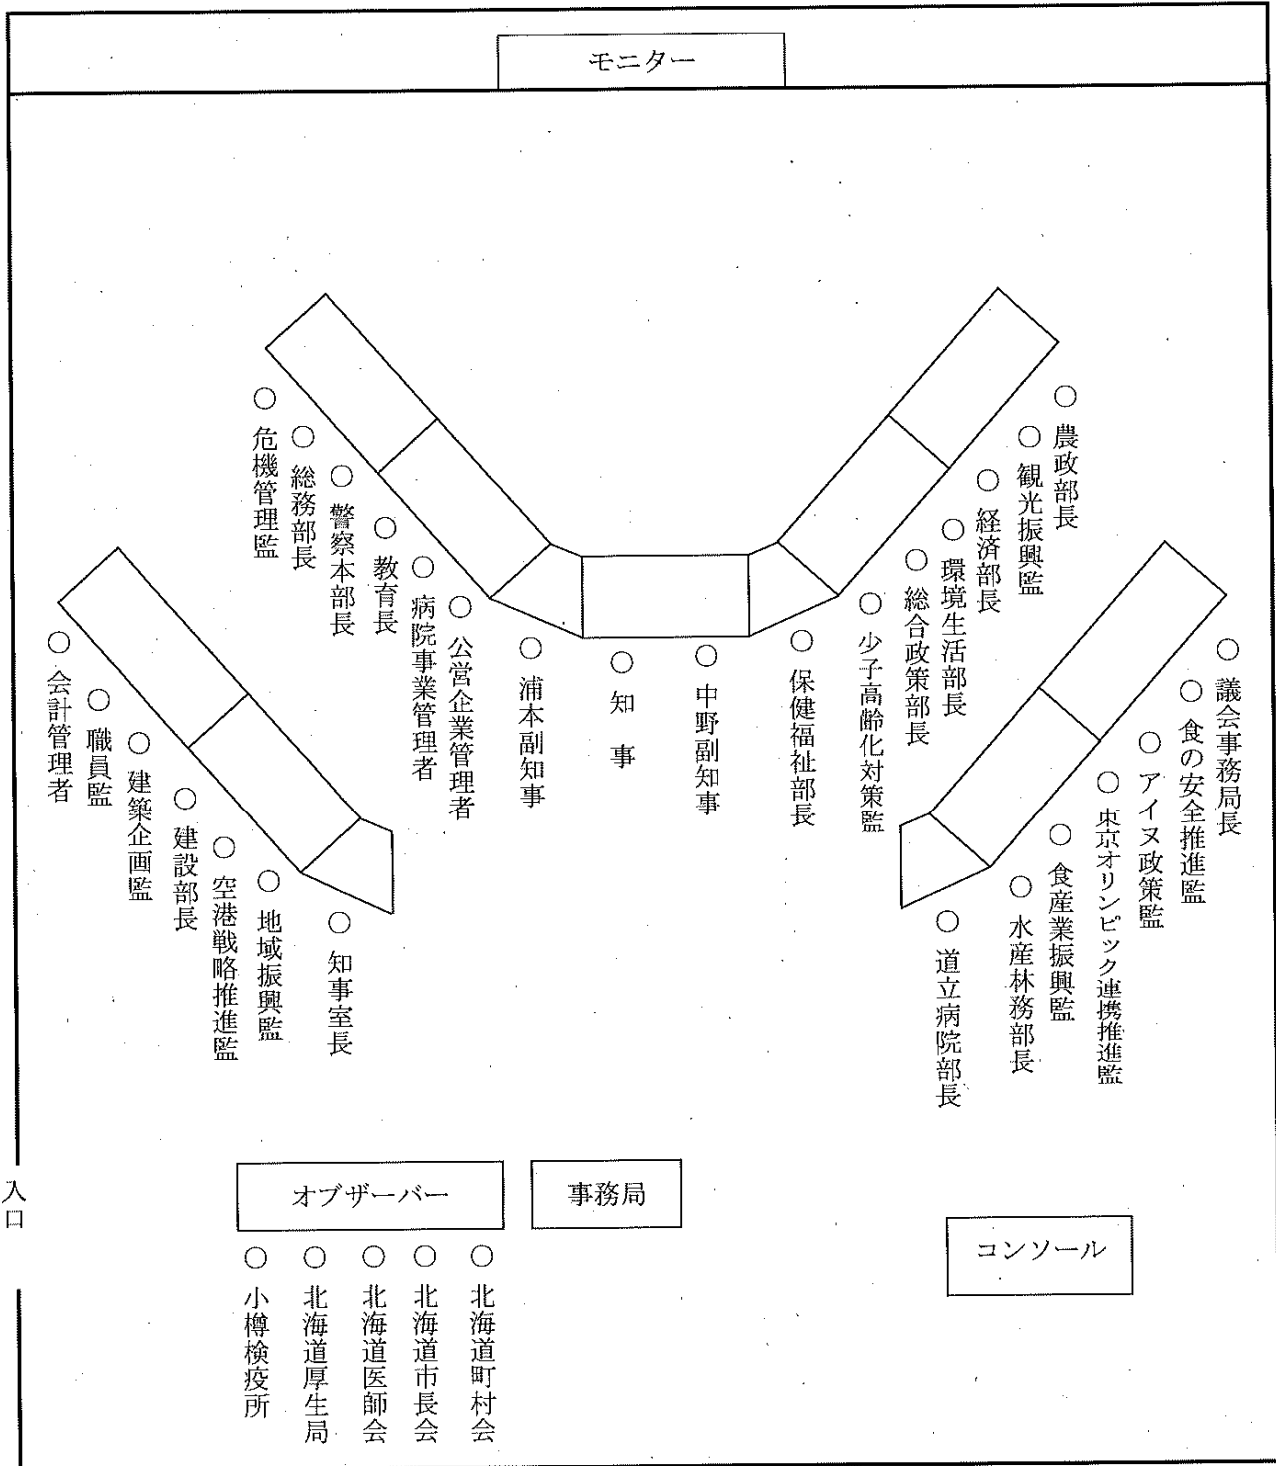 モニター
危機管理監
総務部長
警察本部長
教育長
病院事業管理者
公営企業管理者
浦本副知事
知　事
中野副知事
保健福祉部長
少子高齢化対策監
総合政策部長
環境生活部長
経済部長
観光振興監
農政部長
会計管理者
職員監
建築企画監
建設部長
空港戦略推進監
地域振興監
知事室長
道立病院部長
水産林務部長
食産業振興監
東京オリンピック連携推進監
アイヌ政策監
食の安全推進監
議会事務局長
入口
オブザーバー
事務局
コンソール
小樽検疫所
北海道厚生局
北海道医師会
北海道市長会
北海道町村会